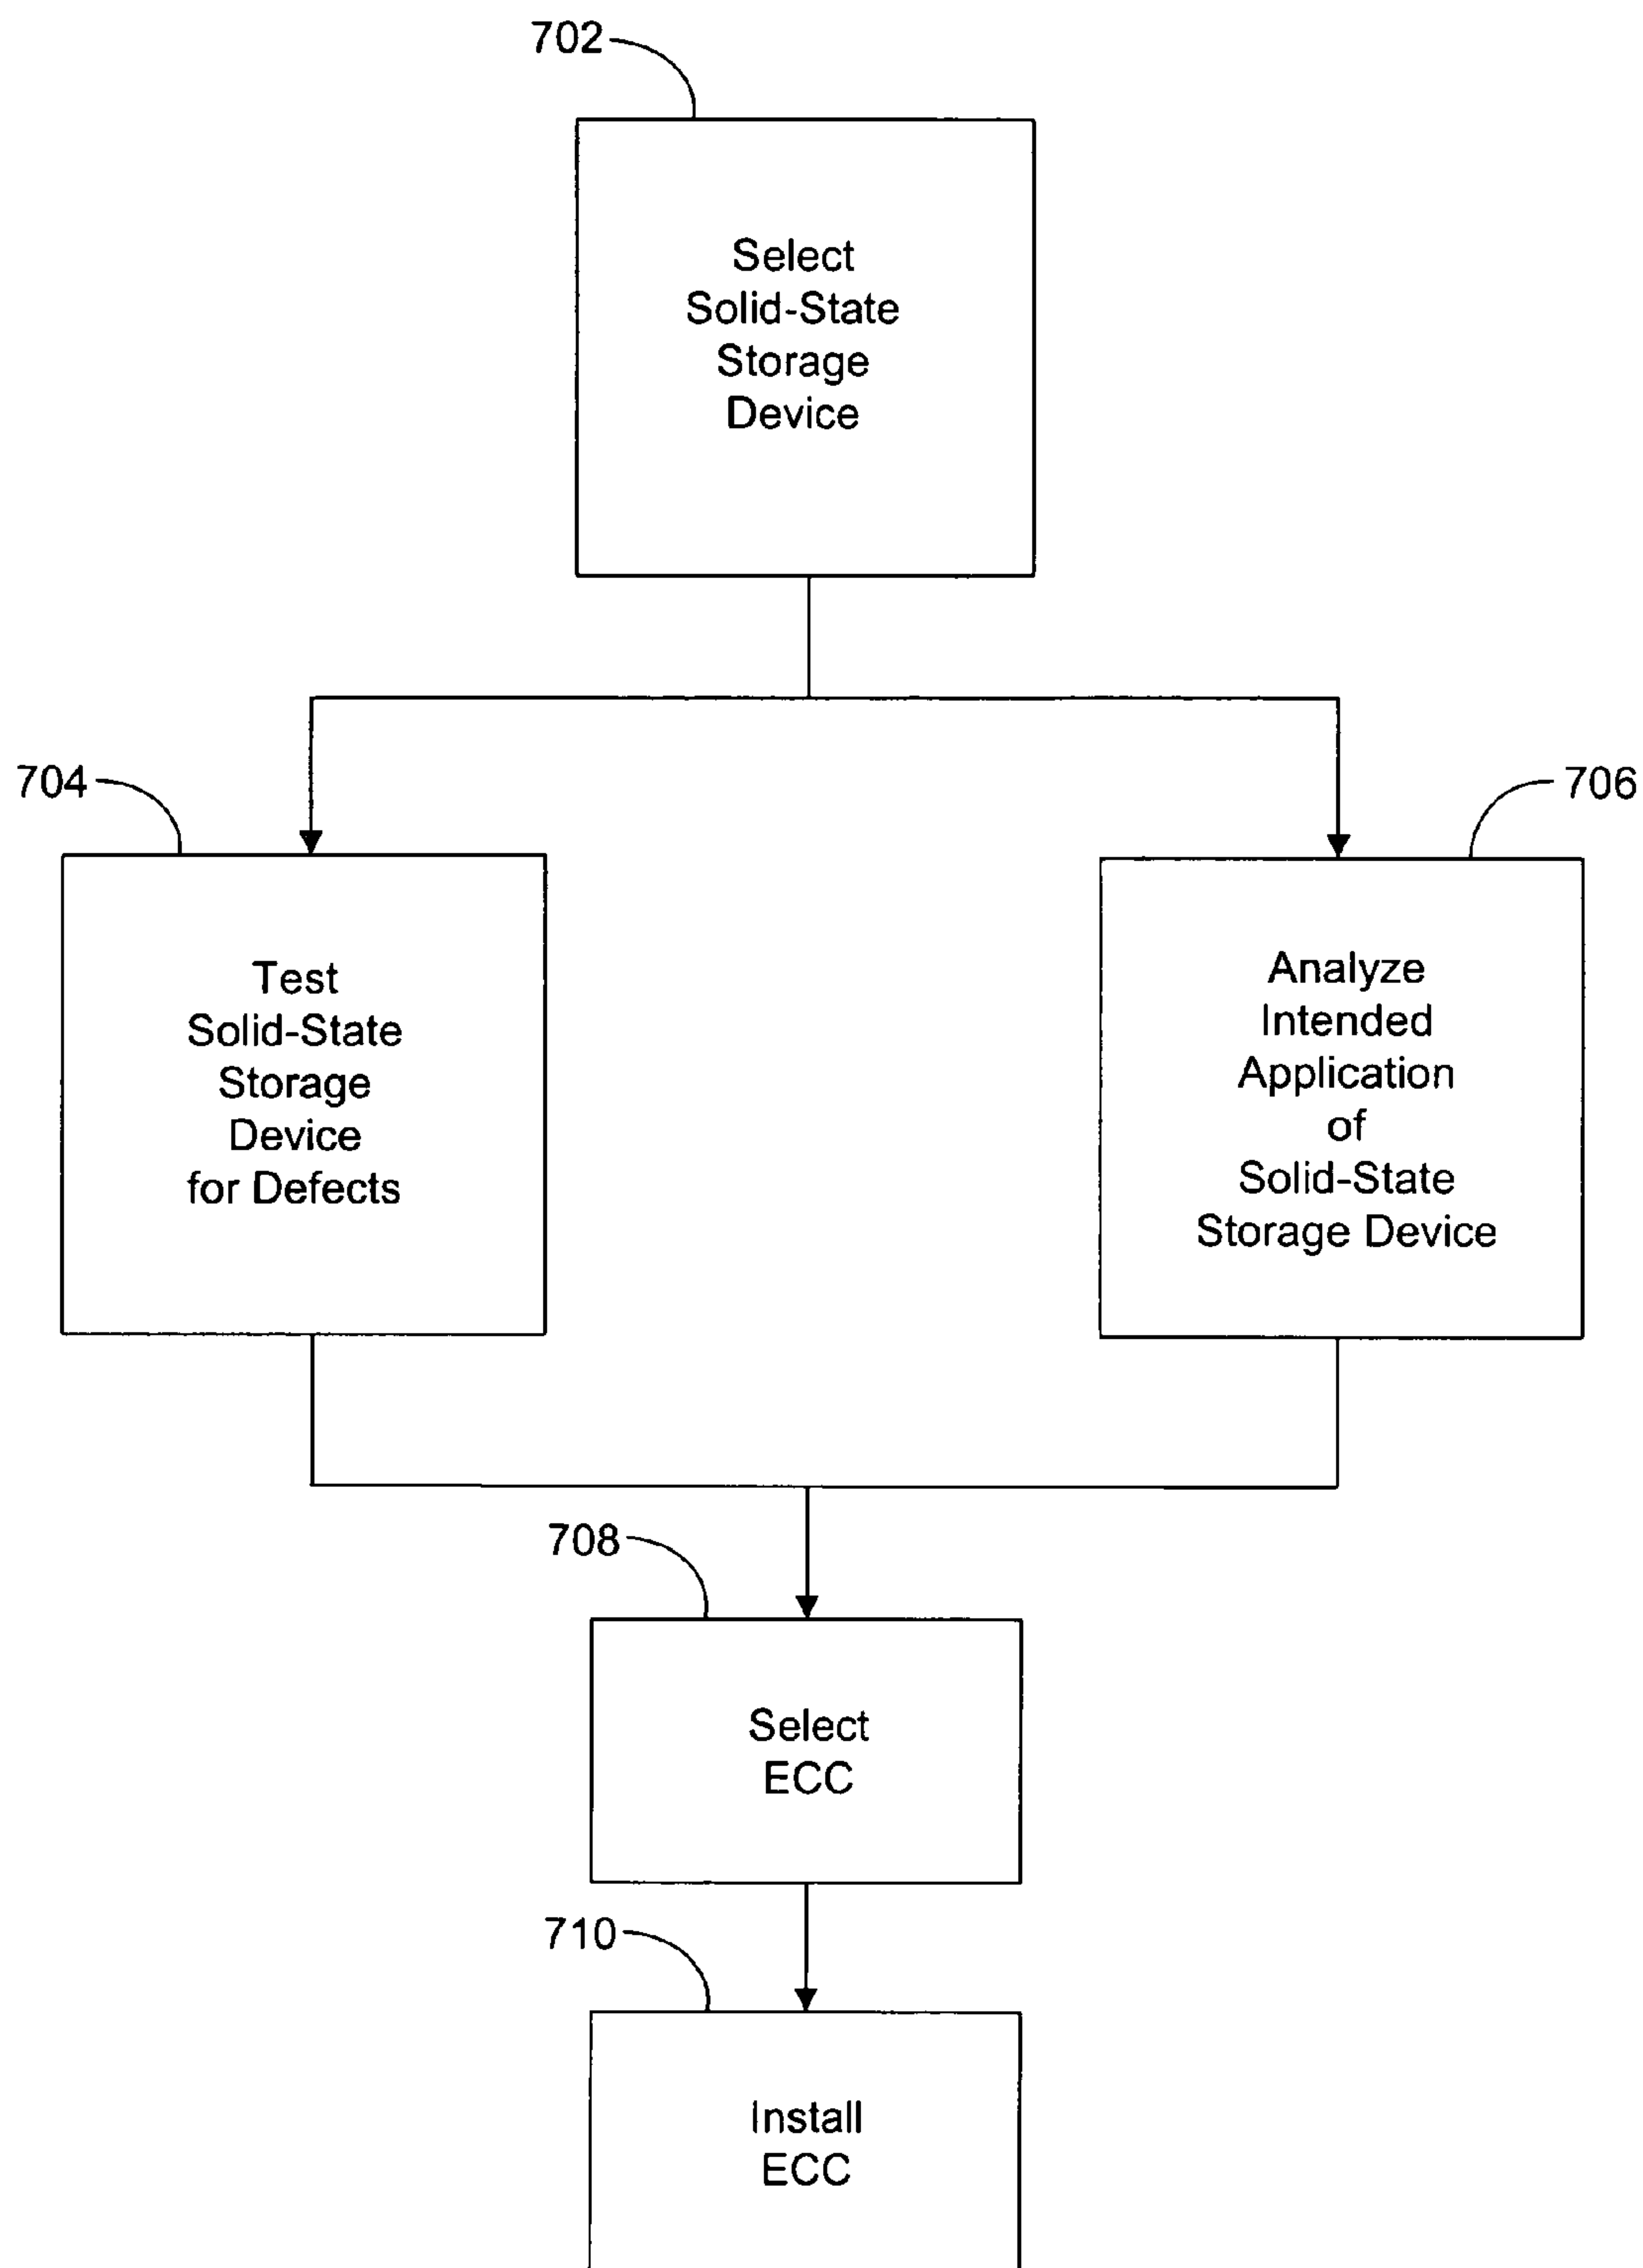 702
Select
Solid-State
Storage
Device
704
706
Test
Solid-State
Storage
Device
for Defects
Analyze
Intended
Application
of
Solid-State
Storage Device
708
Select
ECC
710
Install
ECC